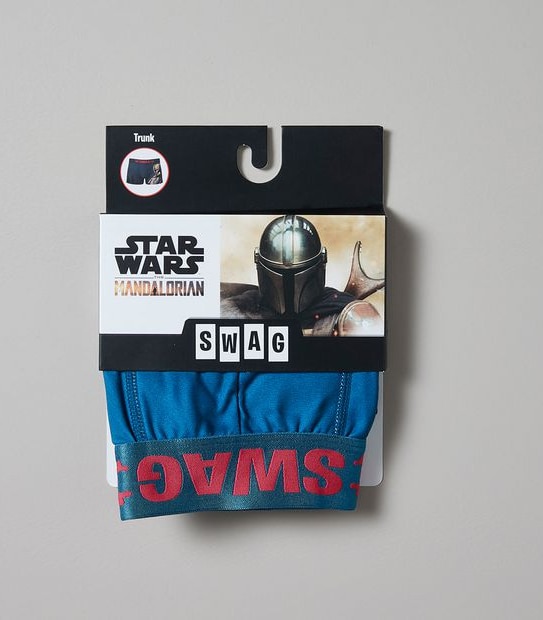 Trunk
STAR
WARS
THE
MANDALORIAN
SWAG
SWAG